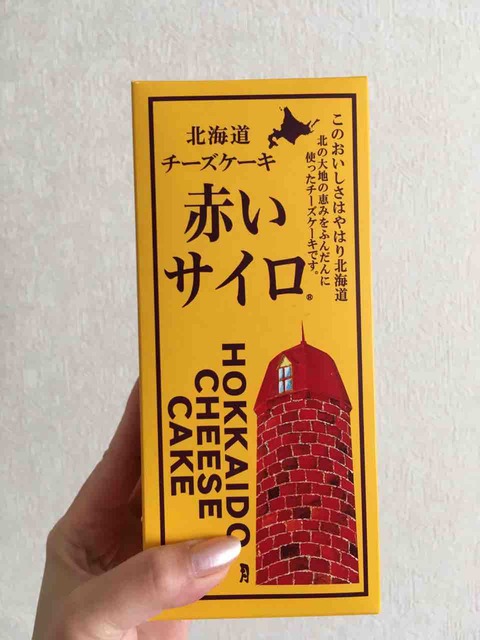 北海道
チーズケーキ
赤い
サイロ®
このおいしさはやはり北海道
北の大地の恵みをふんだんに
使ったチーズケーキです。
HOKKAIDO
CHEESE
CAKE